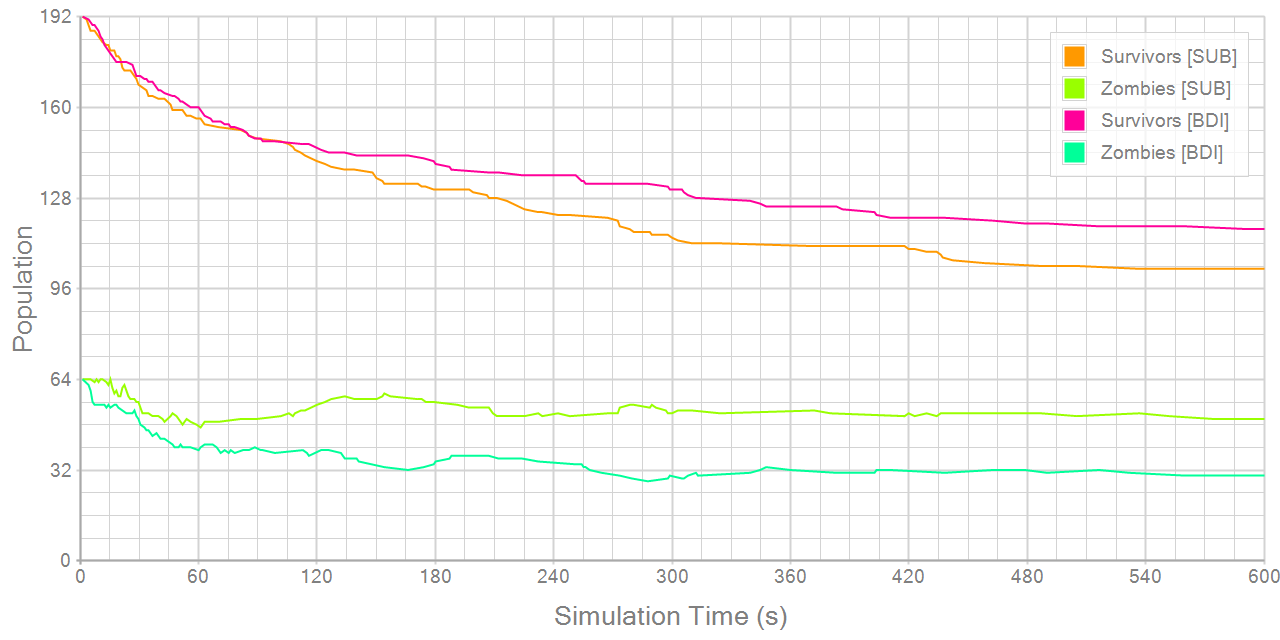 192
160
128
96
64
32
0
Population
Survivors [SUB]
Zombies [SUB]
Survivors [BDI]
Zombies [BDI]
0 60 120 180 240 300 360 420 480 540 600
Simulation Time (s)